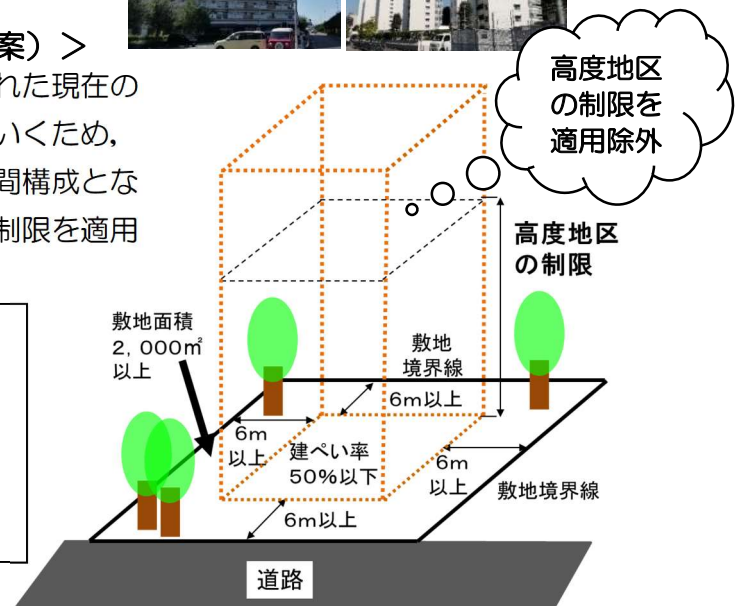 案）＞
れた現在の
いくため，
間構成とな
制限を適用
高度地区
の制限を
適用除外
高度地区
の制限
敷地面積
2，000㎡
以上
敷地
境界線
6m以上
6m
以上
建ぺい率
50%以下
6m
以上
敷地境界線
6m以上
道路